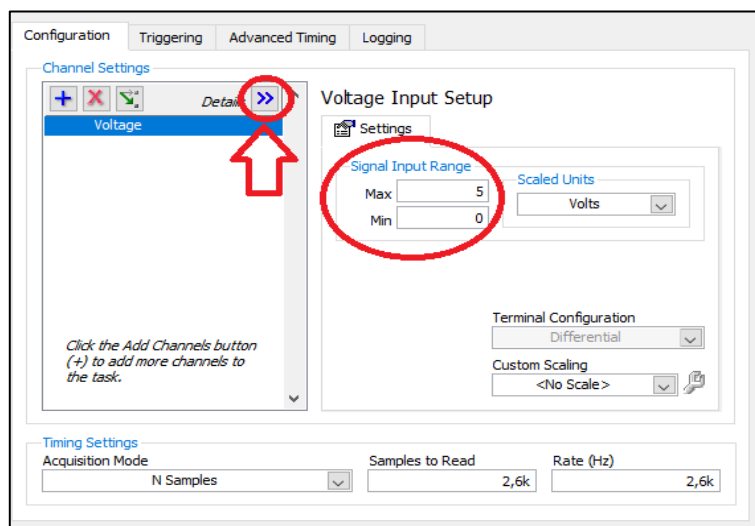 Configuration Triggering Advanced Timing Logging
Channel Settings
Details >>
Voltage
Click the Add Channels button
(+) to add more channels to
the task.
Voltage Input Setup
Settings
Signal Input Range
Max 5
Min 0
Scaled Units
Volts
Terminal Configuration
Differential
Custom Scaling
<No Scale>
Timing Settings
Acquisition Mode
N Samples
Samples to Read
2,6k
Rate (Hz)
2,6k